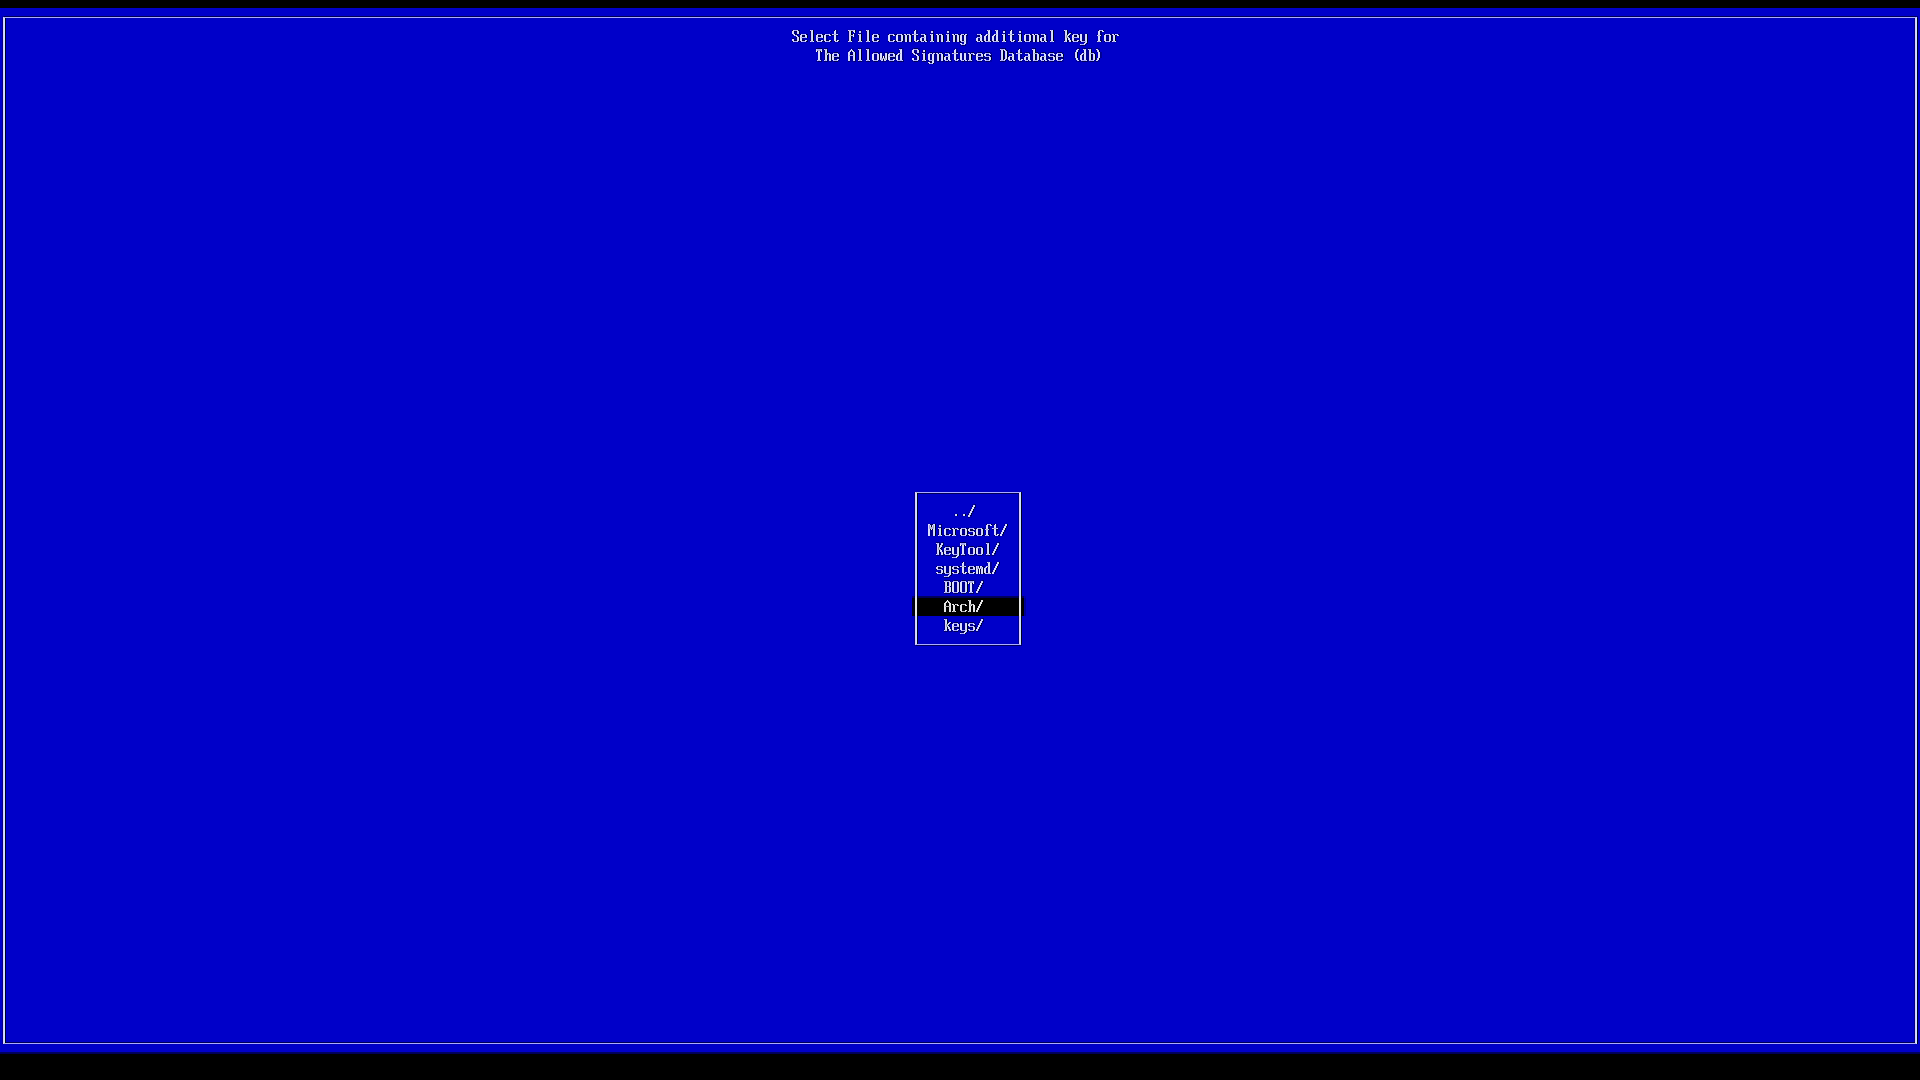 Select File containing additional key for
The Allowed Signatures Database (db)
../
Microsoft/
KeyTool/
systemd/
BOOT/
Arch/
keys/